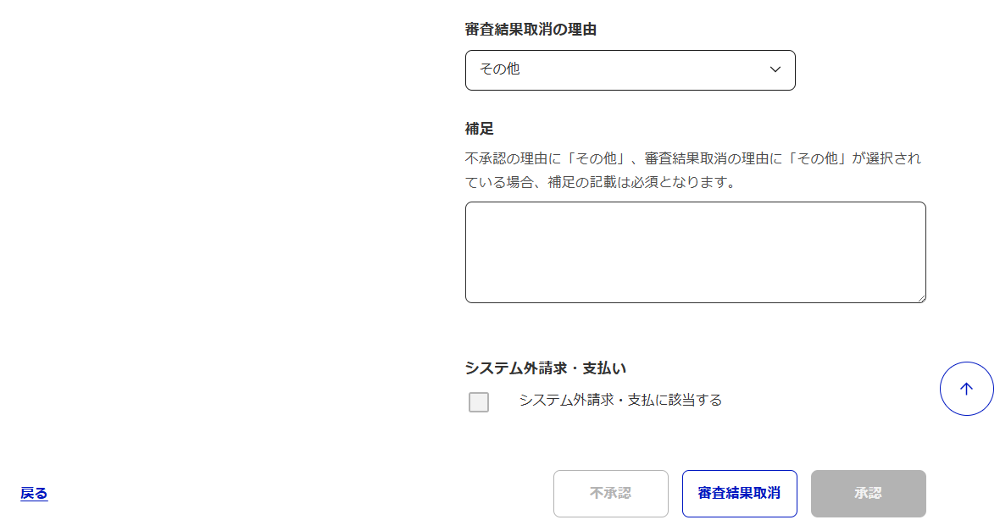 審査結果取消の理由
その他
補足
不承認の理由に「その他」、審査結果取消の理由に「その他」が選択され
ている場合、補足の記載は必須となります。
システム外請求・支払い
システム外請求・支払に該当する
戻る
不承認
審査結果取消
承認